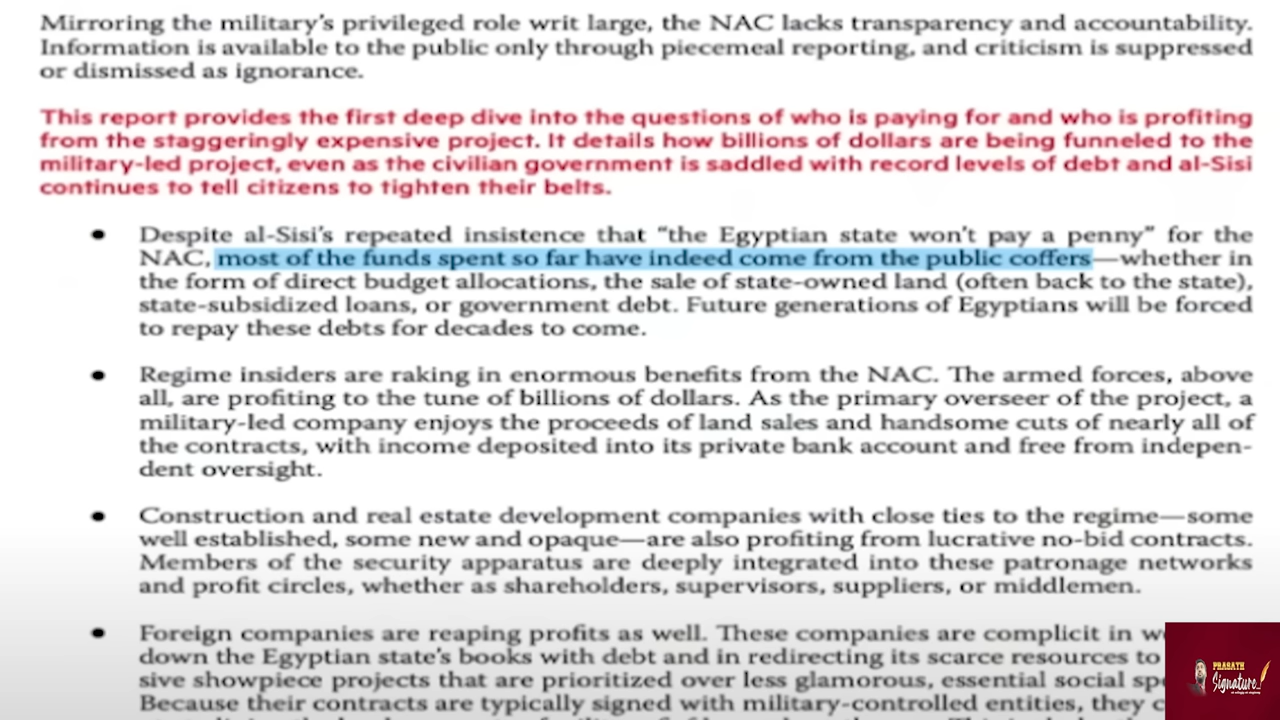 Mirroring the military's privileged role writ large, the NAC lacks transparency and accountability.
Information is available to the public only through piecemeal reporting, and criticism is suppressed
or dismissed as ignorance.
This report provides the first deep dive into the questions of who is paying for and who is profiting
from the staggeringly expensive project. It details how billions of dollars are being funneled to the
military-led project, even as the civilian government is saddled with record levels of debt and al-Sisi
continues to tell citizens to tighten their belts.
● Despite al-Sisi's repeated insistence that "the Egyptian state won't pay a penny" for the
NAC, most of the funds spent so far have indeed come from the public coffers—whether in
the form of direct budget allocations, the sale of state-owned land (often back to the state),
state-subsidized loans, or government debt. Future generations of Egyptians will be forced
to repay these debts for decades to come.
● Regime insiders are raking in enormous benefits from the NAC. The armed forces, above
all, are profiting to the tune of billions of dollars. As the primary overseer of the project, a
military-led company enjoys the proceeds of land sales and handsome cuts of nearly all of
the contracts, with income deposited into its private bank account and free from indepen-
dent oversight.
● Construction and real estate development companies with close ties to the regime—some
well established, some new and opaque—are also profiting from lucrative no-bid contracts.
Members of the security apparatus are deeply integrated into these patronage networks
and profit circles, whether as shareholders, supervisors, suppliers, or middlemen.
● Foreign companies are reaping profits as well. These companies are complicit in
down the Egyptian state's books with debt and in redirecting its scarce resources to
sive showpiece projects that are prioritized over less glamorous, essential social
Because their contracts are typically signed with military-controlled entities, they
PRASATH
Signature